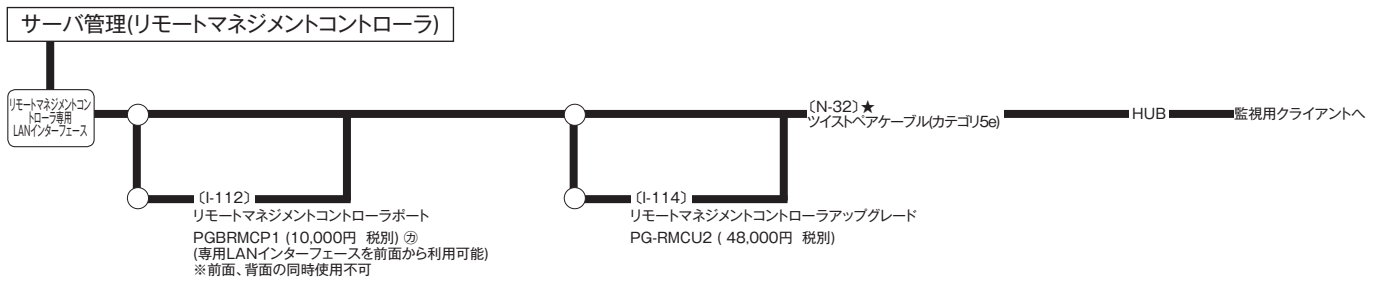 サーバ管理(リモートマネジメントコントローラ)
リモートマネジメントコン
トローラ専用
LANインターフェース
〔N-32〕★
ツイストペアケーブル(カテゴリ5e)
HUB
監視用クライアントへ
〔I-112〕
リモートマネジメントコントローラポート
PGBRMCP1 (10,000円 税別) ㋕
(専用LANインターフェースを前面から利用可能)
※前面、背面の同時使用不可
〔I-114〕
リモートマネジメントコントローラアップグレード
PG-RMCU2 ( 48,000円 税別)